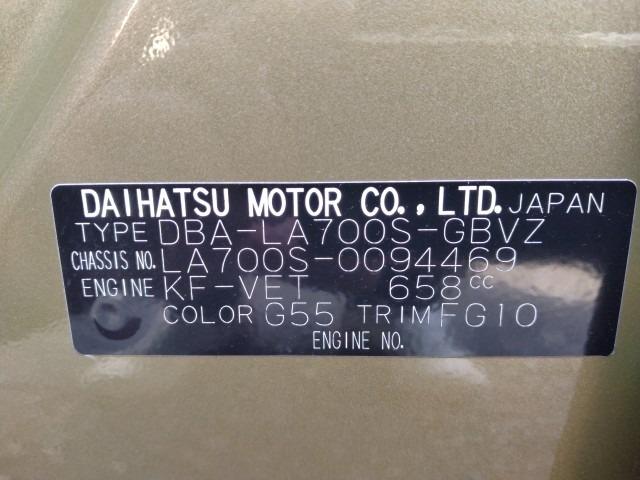 DAIHATSU MOTOR CO., LTD. JAPAN
TYPE DBA-LA700S-GBVZ
CHASSIS NO. LA700S-0094469
ENGINE KF-VET 658cc
COLOR G55 TRIM FG10
ENGINE NO.